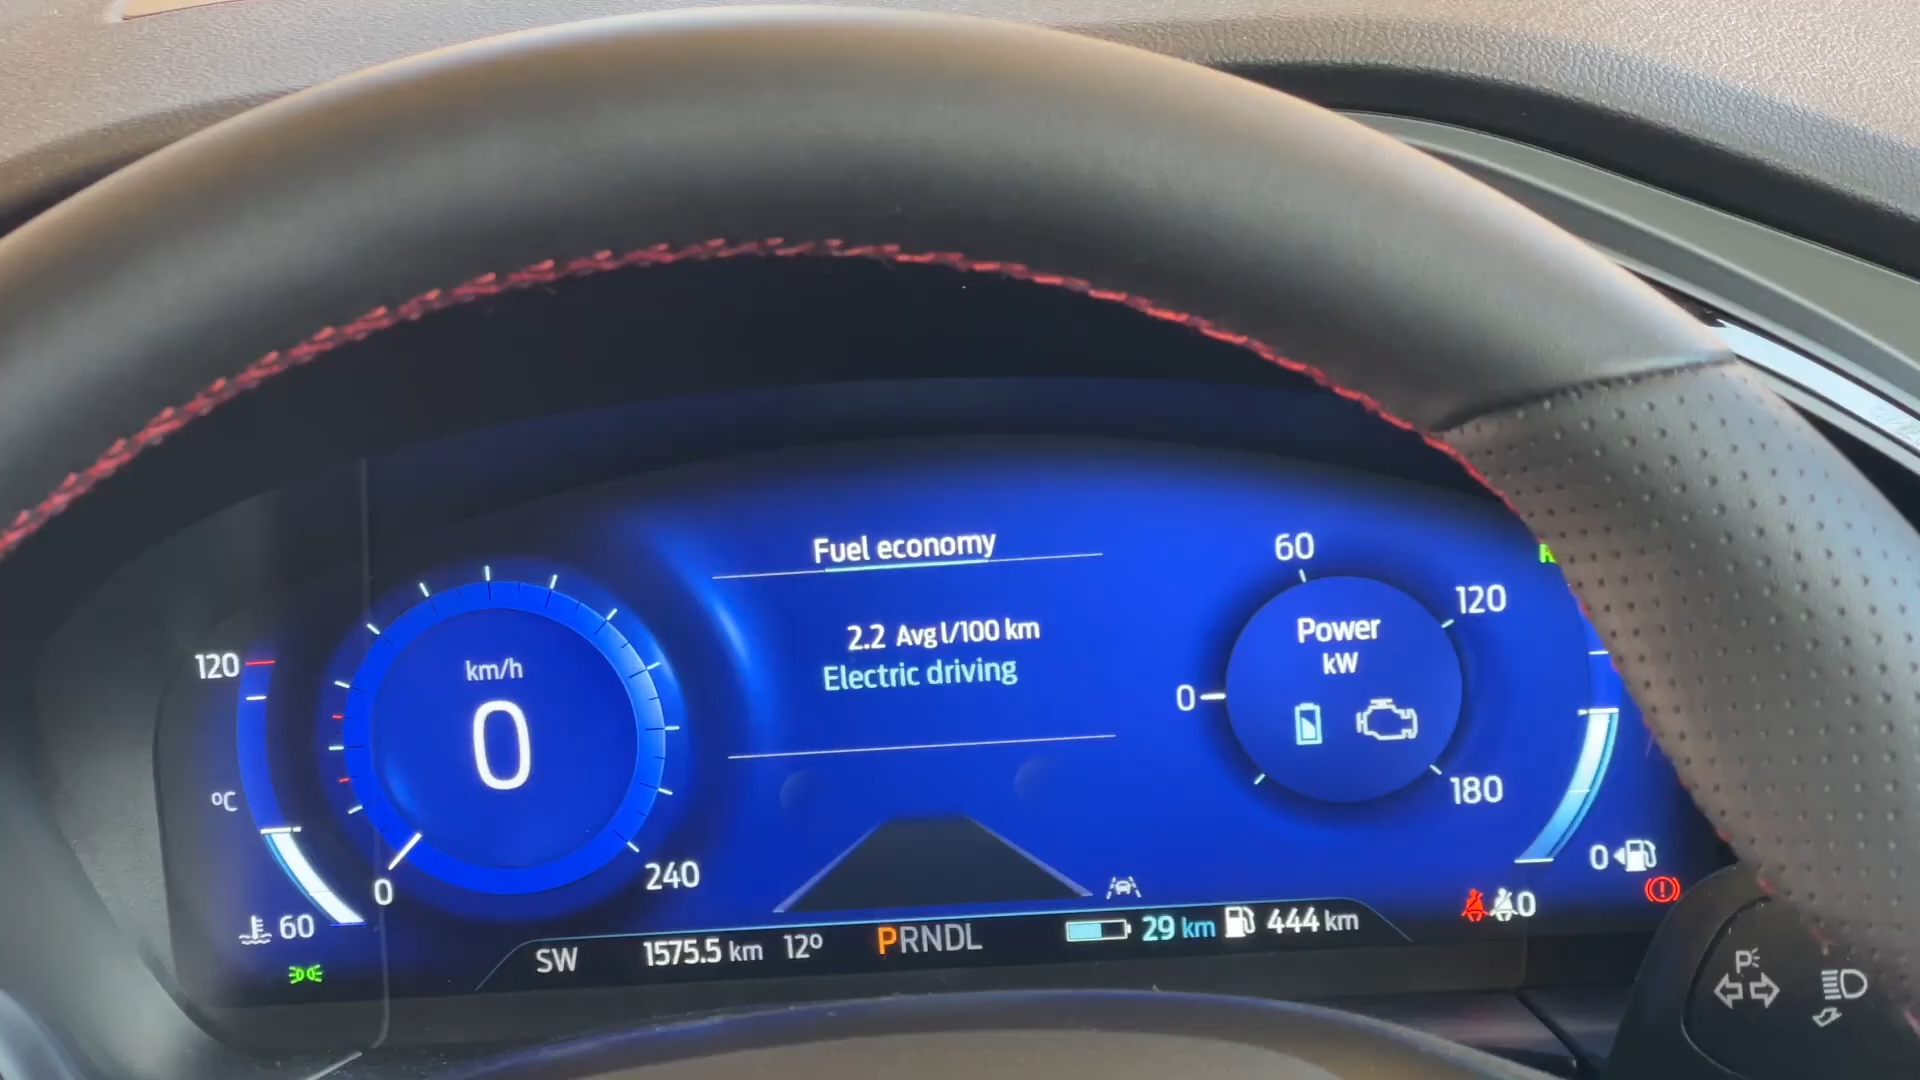 Fuel economy
2.2 Avg l/100 km
Electric driving
120
°C
60
km/h
0
0
240
60
120
Power
kW
0
180
0
0
SW
1575.5 km
12°
PRNDL
29 km
444 km
P